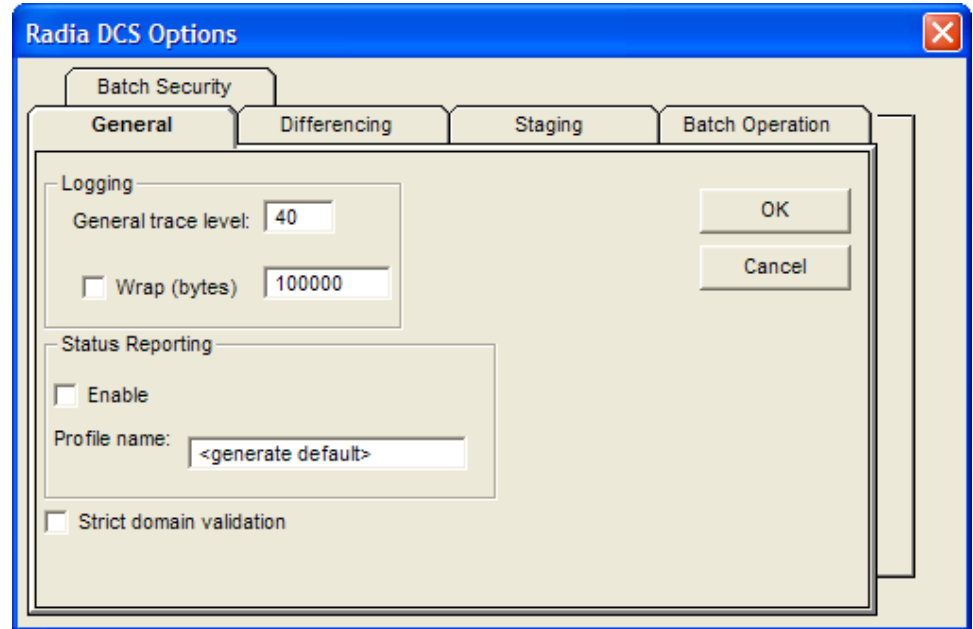 Radia DCS Options
Batch Security
General Differencing Staging Batch Operation
Logging
General trace level: 40
OK
Wrap (bytes) 100000
Cancel
Status Reporting
Enable
Profile name: <generate default>
Strict domain validation